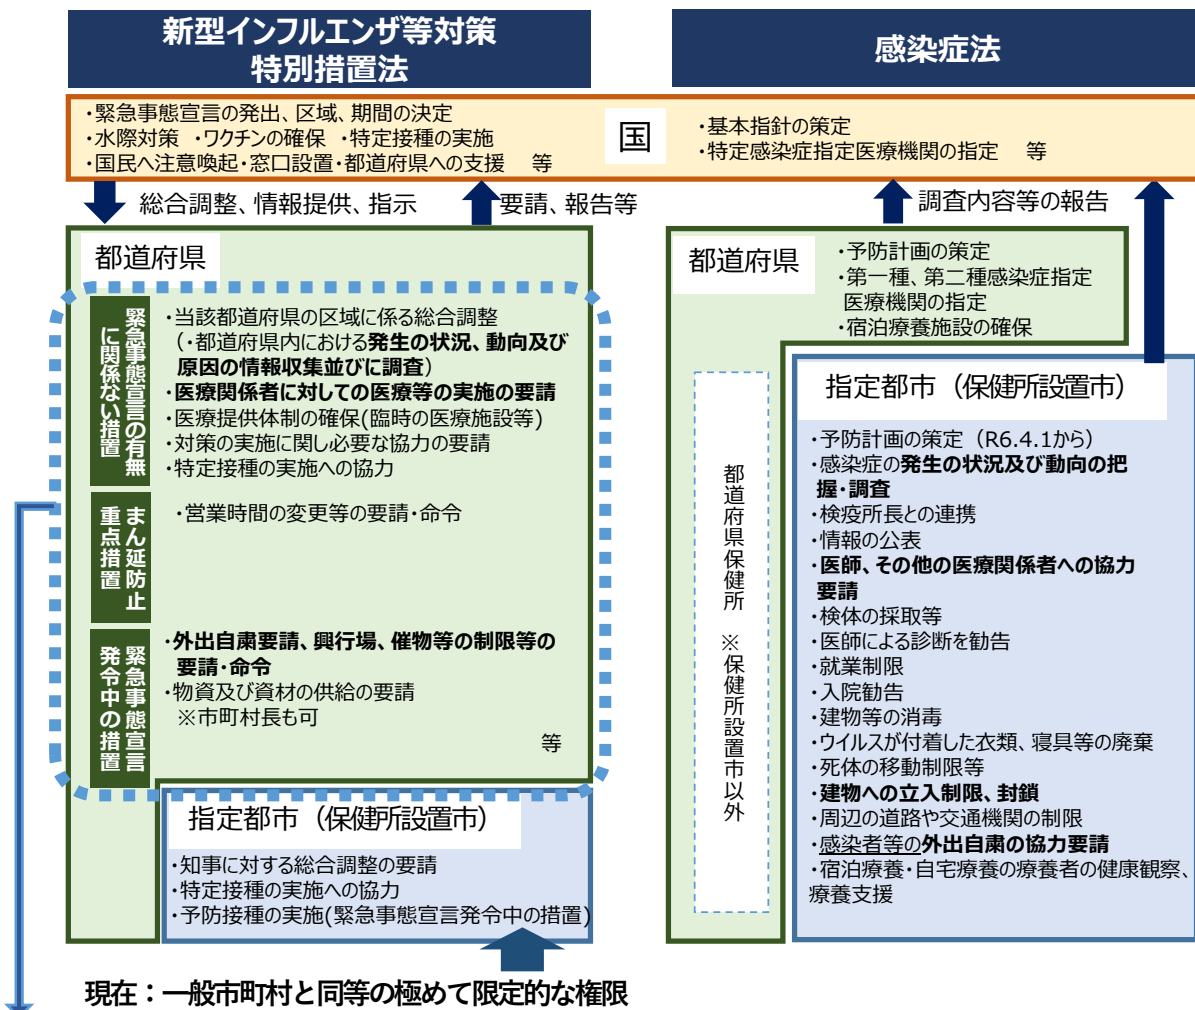 新型インフルエンザ等対策
特別措置法
感染症法
・緊急事態宣言の発出、区域、期間の決定
・水際対策 ・ワクチンの確保 ・特定接種の実施
・国民へ注意喚起・窓口設置・都道府県への支援 等
国
・基本指針の策定
・特定感染症指定医療機関の指定 等
総合調整、情報提供、指示
要請、報告等
調査内容等の報告
都道府県
緊急事態宣言の有無
に関係ない措置
・当該都道府県の区域に係る総合調整
（・都道府県内における発生の状況、動向及び
原因の情報収集並びに調査）
・医療関係者に対しての医療等の実施の要請
・医療提供体制の確保(臨時の医療施設等)
・対策の実施に関し必要な協力の要請
・特定接種の実施への協力
まん延防止
重点措置
・営業時間の変更等の要請・命令
緊急事態宣言
発令中の措置
・外出自粛要請、興行場、催物等の制限等の
要請・命令
・物資及び資材の供給の要請
※市町村長も可
等
指定都市（保健所設置市）
・知事に対する総合調整の要請
・特定接種の実施への協力
・予防接種の実施(緊急事態宣言発令中の措置)
現在：一般市町村と同等の極めて限定的な権限
都道府県
・予防計画の策定
・第一種、第二種感染症指定
医療機関の指定
・宿泊療養施設の確保
都道府県保健所 ※保健所設置市以外
指定都市（保健所設置市）
・予防計画の策定（R6.4.1から）
・感染症の発生の状況及び動向の把
握・調査
・検疫所長との連携
・情報の公表
・医師、その他の医療関係者への協力
要請
・検体の採取等
・医師による診断を勧告
・就業制限
・入院勧告
・建物等の消毒
・ウイルスが付着した衣類、寝具等の廃棄
・死体の移動制限等
・建物への立入制限、封鎖
・周辺の道路や交通機関の制限
・感染者等の外出自粛の協力要請
・宿泊療養・自宅療養の療養者の健康観察、
療養支援